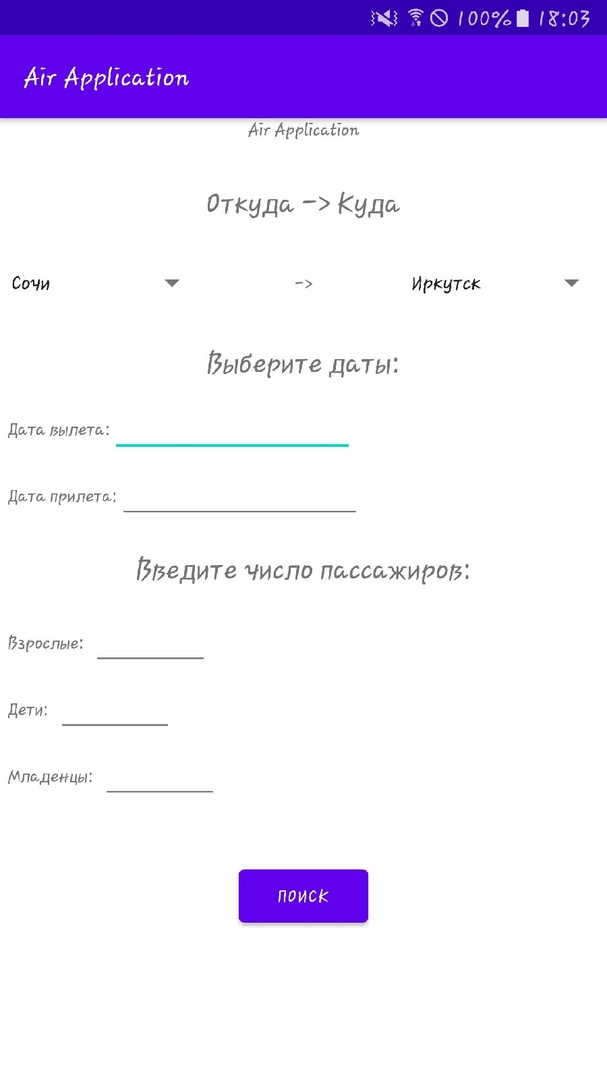 100% 18:03
Air Application
Air Application
Откуда -> Куда
Сочи -> Иркутск
Выберите даты:
Дата вылета:
Дата прилета:
Введите число пассажиров:
Взрослые:
Дети:
Младенцы:
ПОИСК